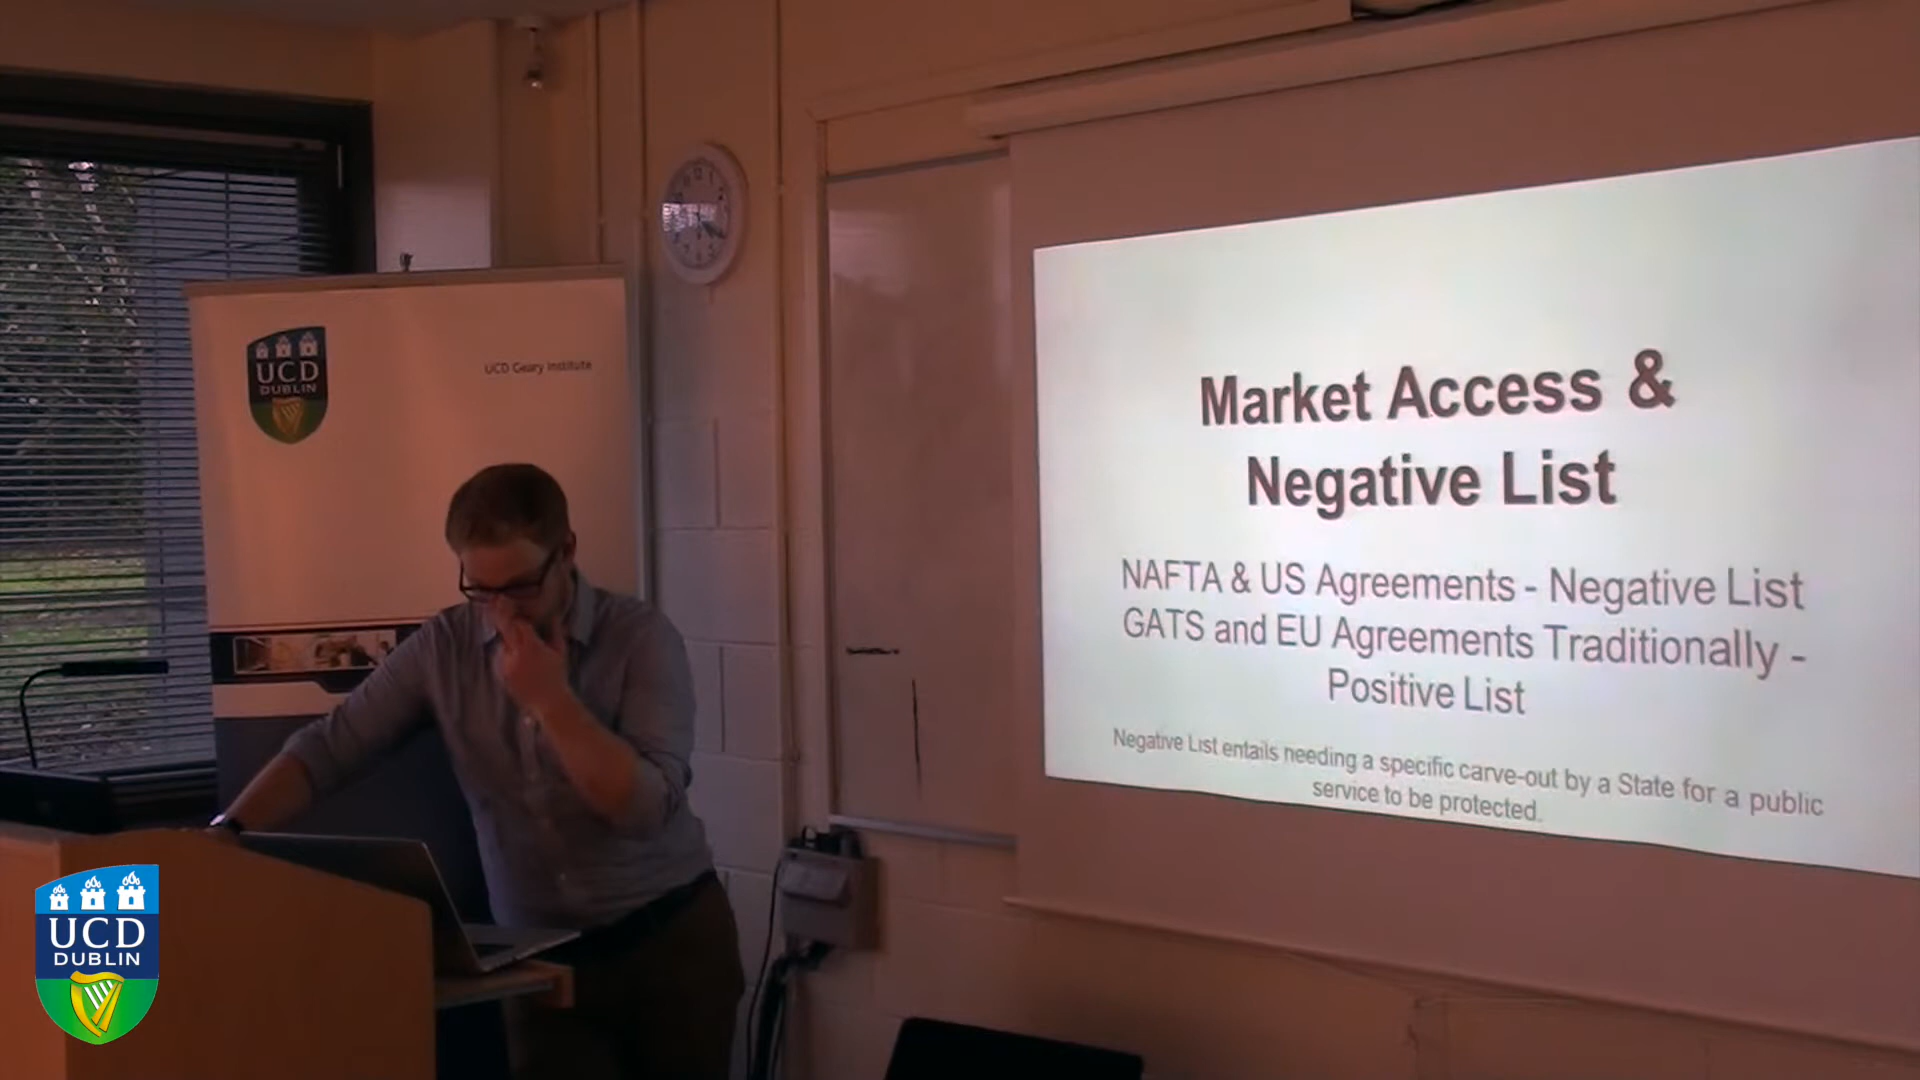 UCD
DUBLIN
UCD Geary Institute
Market Access &
Negative List
NAFTA & US Agreements - Negative List
GATS and EU Agreements Traditionally -
Positive List
Negative List entails needing a specific carve-out by a State for a public
service to be protected.
UCD
DUBLIN